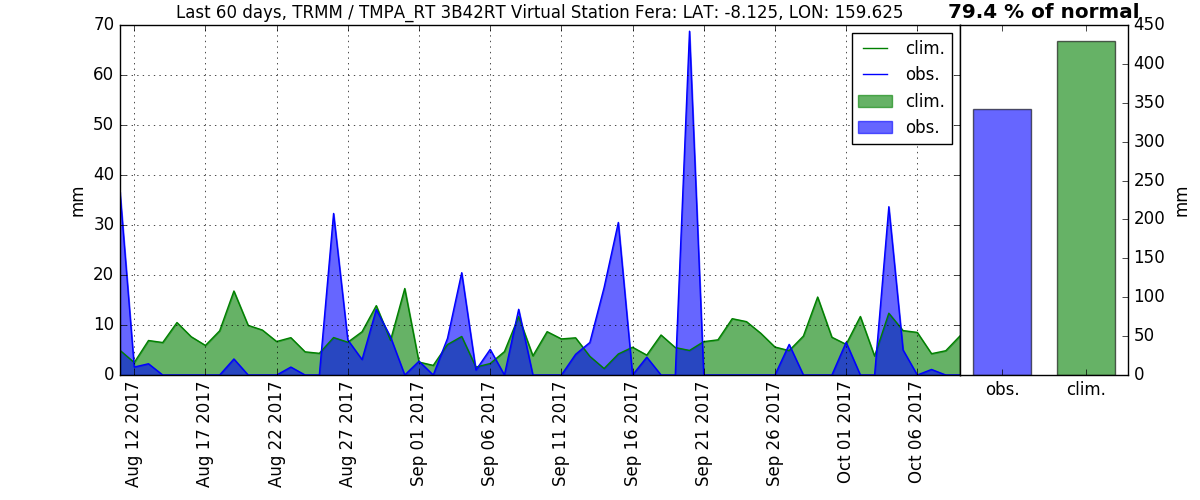 Last 60 days, TRMM / TMPA_RT 3B42RT Virtual Station Fera: LAT: -8.125, LON: 159.625
79.4 % of normal
70
60
50
40
30
20
10
0
mm
clim.
obs.
clim.
obs.
Aug 12 2017
Aug 17 2017
Aug 22 2017
Aug 27 2017
Sep 01 2017
Sep 06 2017
Sep 11 2017
Sep 16 2017
Sep 21 2017
Sep 26 2017
Oct 01 2017
Oct 06 2017
450
400
350
300
250
200
150
100
50
0
mm
obs.
clim.